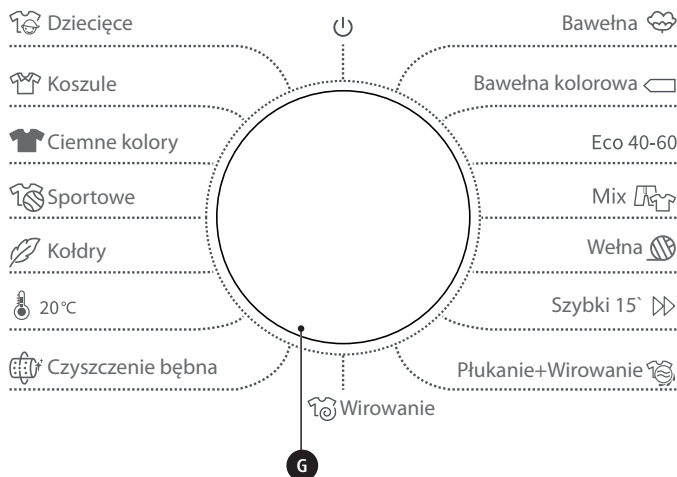 Dziecięce
Bawełna
Koszule
Bawełna kolorowa
Ciemne kolory
Eco 40-60
Sportowe
Mix
Kołdry
Wełna
20°C
Szybki 15`
Czyszczenie bębna
Płukanie+Wirowanie
Wirowanie
G